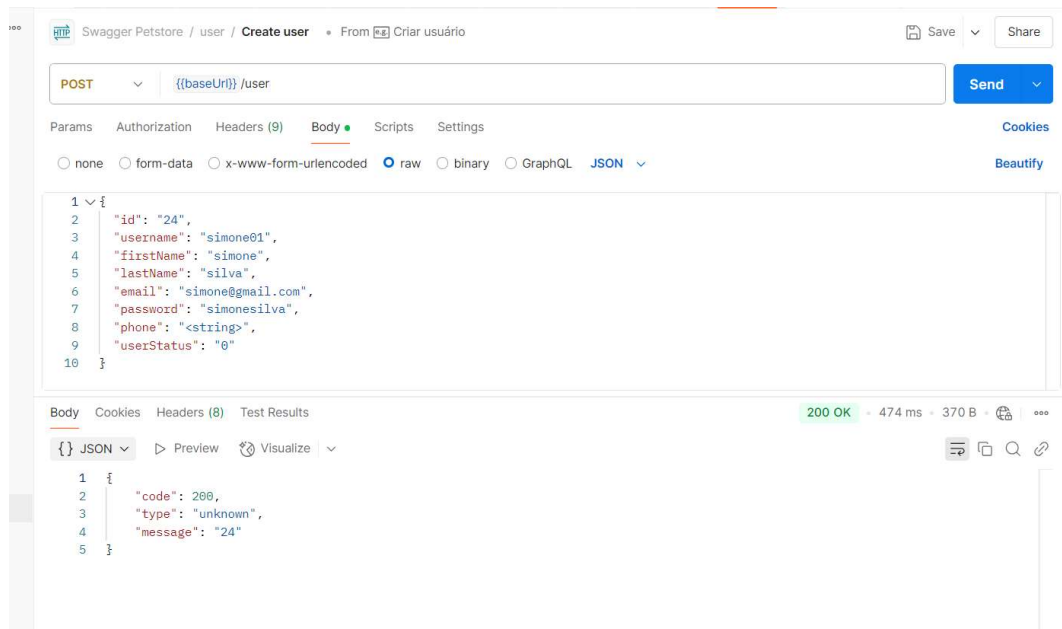 HTTP Swagger Petstore / user / Create user • From e.g. Criar usuário Save Share
POST {{baseUrl}} /user Send
Params Authorization Headers (9) Body Scripts Settings Cookies
none form-data x-www-form-urlencoded raw binary GraphQL JSON Beautify
1 {
2 "id": "24",
3 "username": "simone01",
4 "firstName": "simone",
5 "lastName": "silva",
6 "email": "simone@gmail.com",
7 "password": "simonesilva",
8 "phone": "<string>",
9 "userStatus": "0"
10 }
Body Cookies Headers (8) Test Results 200 OK • 474 ms • 370 B
{} JSON Preview Visualize
1 {
2 "code": 200,
3 "type": "unknown",
4 "message": "24"
5 }